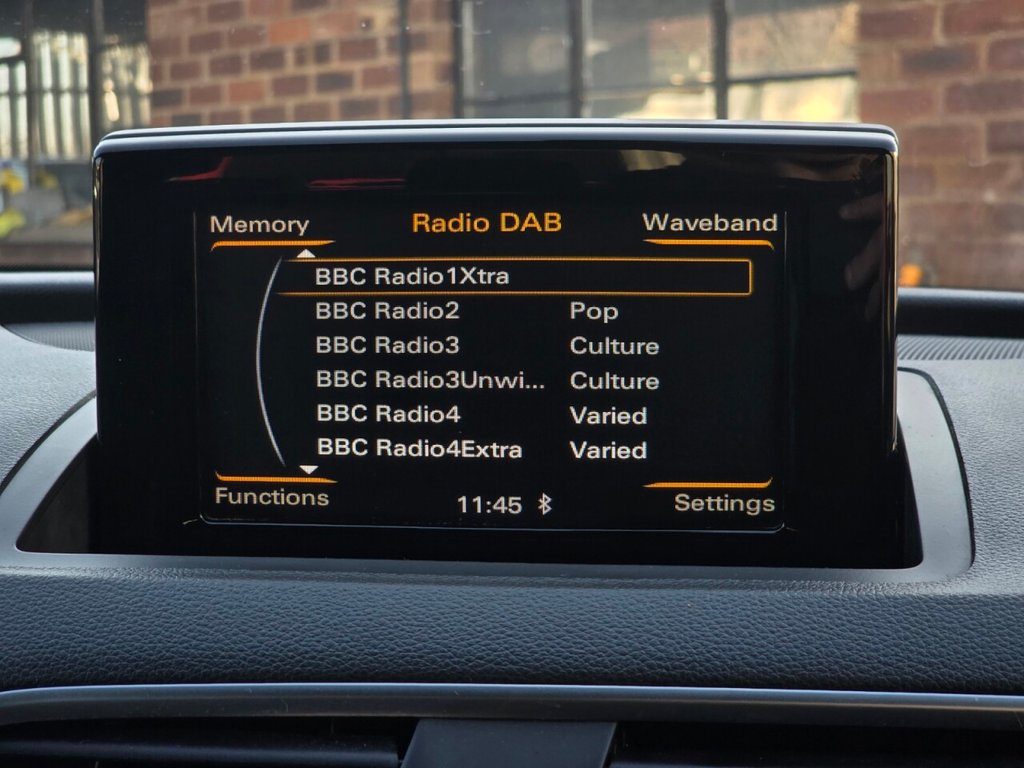 Memory Radio DAB Waveband
BBC Radio1Xtra
BBC Radio2 Pop
BBC Radio3 Culture
BBC Radio3Unwi... Culture
BBC Radio4 Varied
BBC Radio4Extra Varied
Functions 11:45 Settings